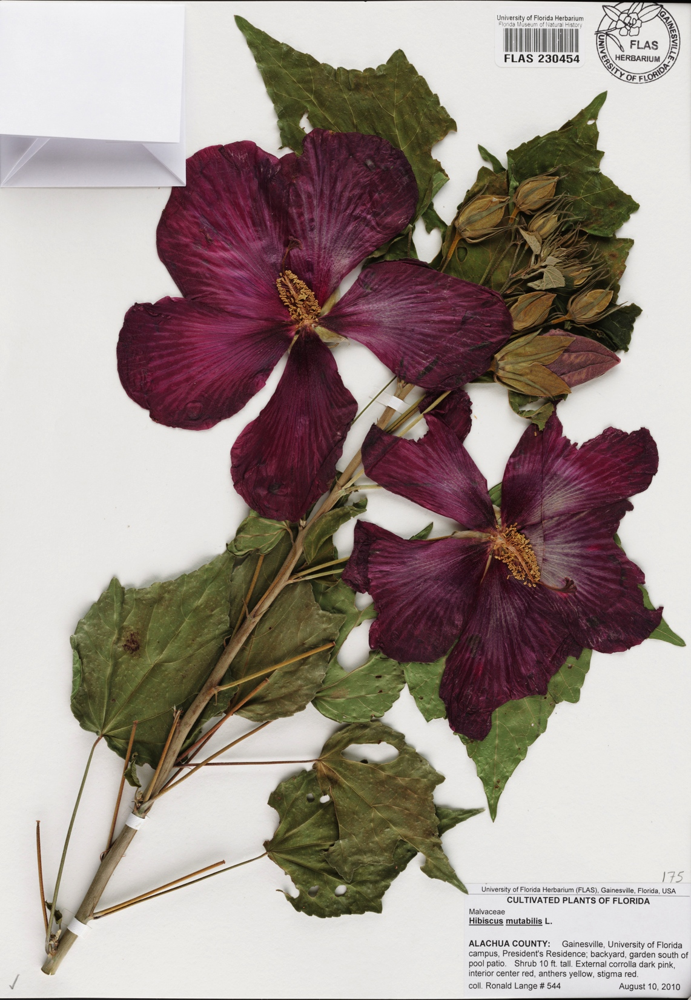 University of Florida Herbarium
Florida Museum of Natural History
FLAS 230454
GAINESVILLE-
FLAS
HERBARIUM
UNIVERSITY OF FLORIDA-
175
University of Florida Herbarium (FLAS), Gainesville, Florida, USA
CULTIVATED PLANTS OF FLORIDA
Malvaceae
Hibiscus mutabilis L.
ALACHUA COUNTY: Gainesville, University of Florida
campus, President's Residence; backyard, garden south of
pool patio. Shrub 10 ft. tall. External corrolla dark pink,
interior center red, anthers yellow, stigma red.
coll. Ronald Lange # 544 August 10, 2010